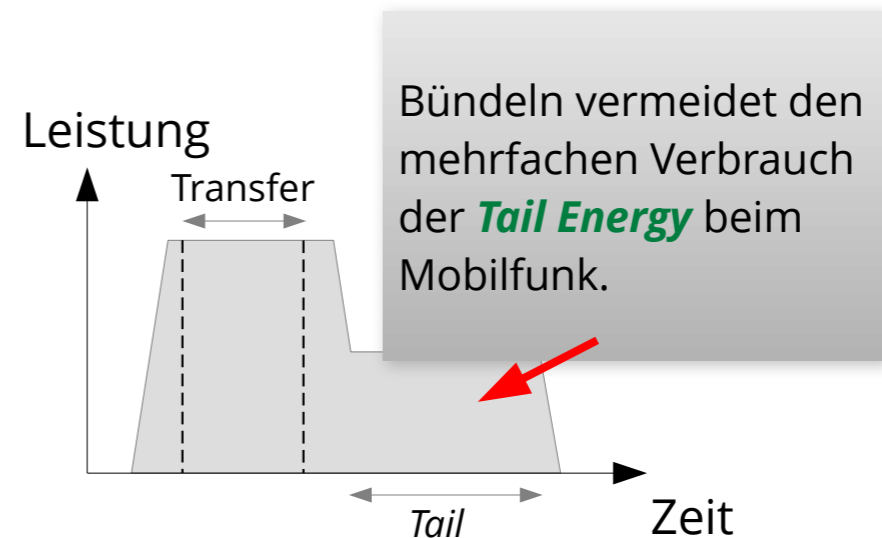 Bündeln vermeidet den
mehrfachen Verbrauch
der Tail Energy beim
Mobilfunk.
Leistung
Transfer
Tail
Zeit